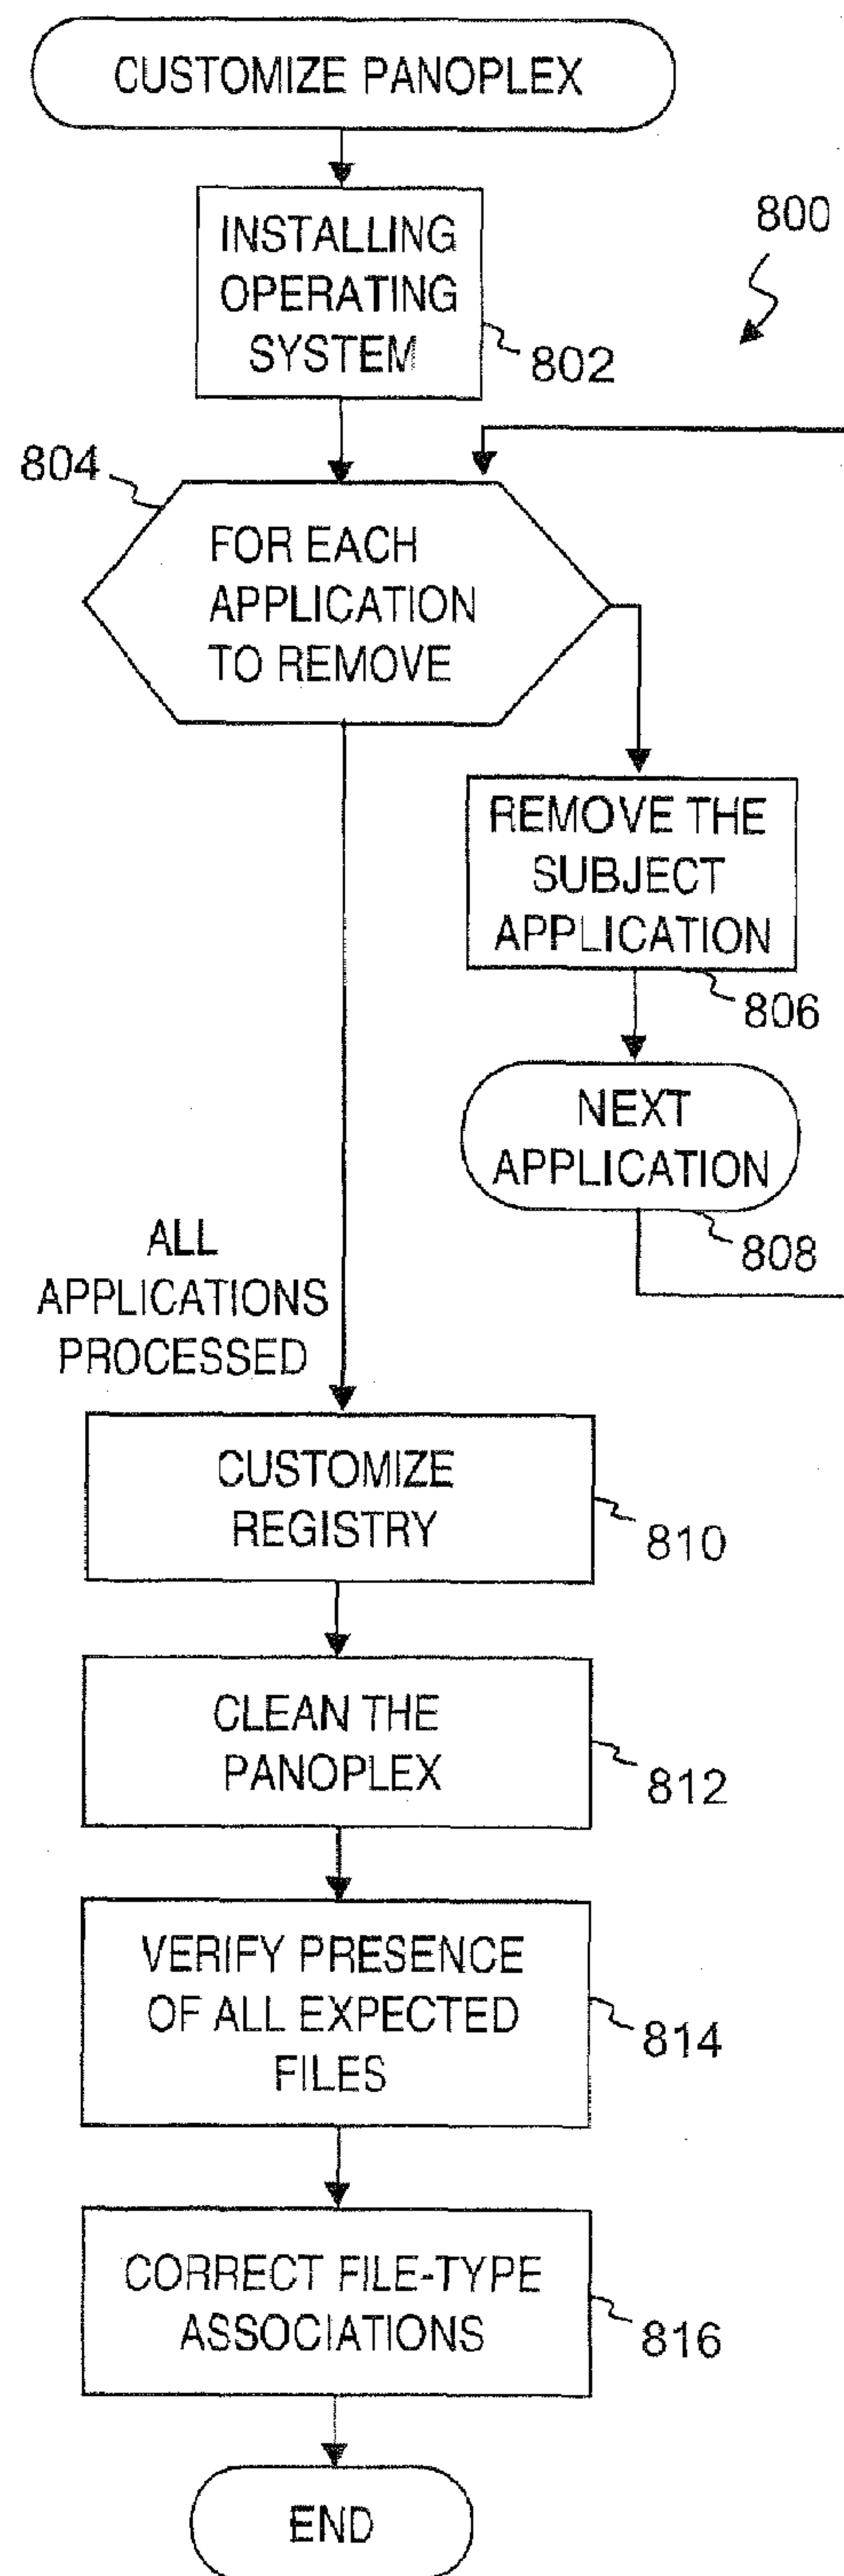 CUSTOMIZE PANOPLEX
800
INSTALLING
OPERATING
SYSTEM
802
804
FOR EACH
APPLICATION
TO REMOVE
REMOVE THE
SUBJECT
APPLICATION
806
NEXT
APPLICATION
808
ALL
APPLICATIONS
PROCESSED
CUSTOMIZE
REGISTRY
810
CLEAN THE
PANOPLEX
812
VERIFY PRESENCE
OF ALL EXPECTED
FILES
814
CORRECT FILE-TYPE
ASSOCIATIONS
816
END